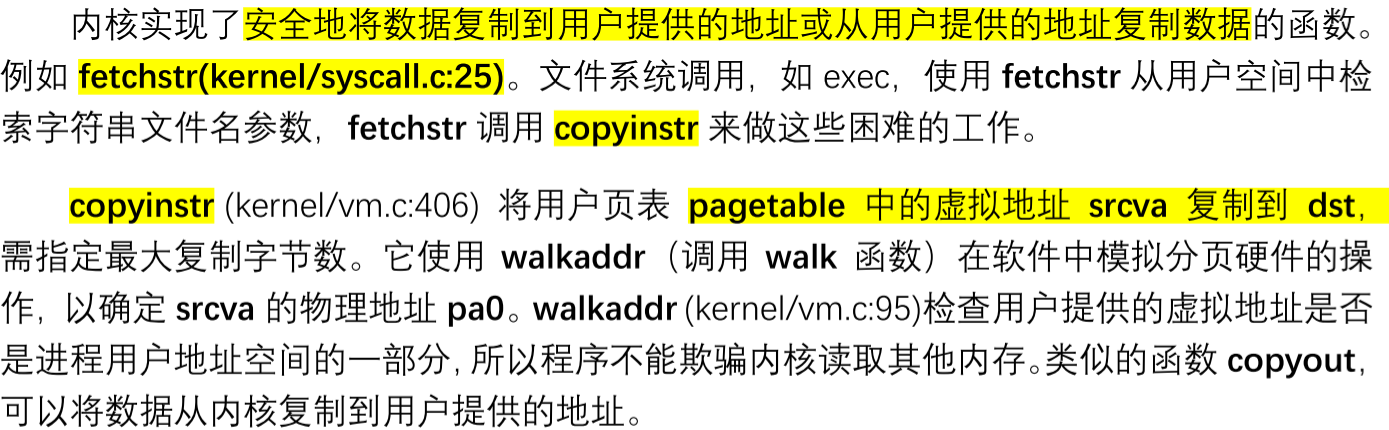 内核实现了安全地将数据复制到用户提供的地址或从用户提供的地址复制数据的函数。
例如 fetchstr(kernel/syscall.c:25)。文件系统调用，如 exec，使用 fetchstr 从用户空间中检
索字符串文件名参数，fetchstr 调用 copyinstr 来做这些困难的工作。
copyinstr (kernel/vm.c:406) 将用户页表 pagetable 中的虚拟地址 srcva 复制到 dst，
需指定最大复制字节数。它使用 walkaddr（调用 walk 函数）在软件中模拟分页硬件的操
作，以确定 srcva 的物理地址 pa0。walkaddr (kernel/vm.c:95)检查用户提供的虚拟地址是否
是进程用户地址空间的一部分，所以程序不能欺骗内核读取其他内存。类似的函数 copyout，
可以将数据从内核复制到用户提供的地址。